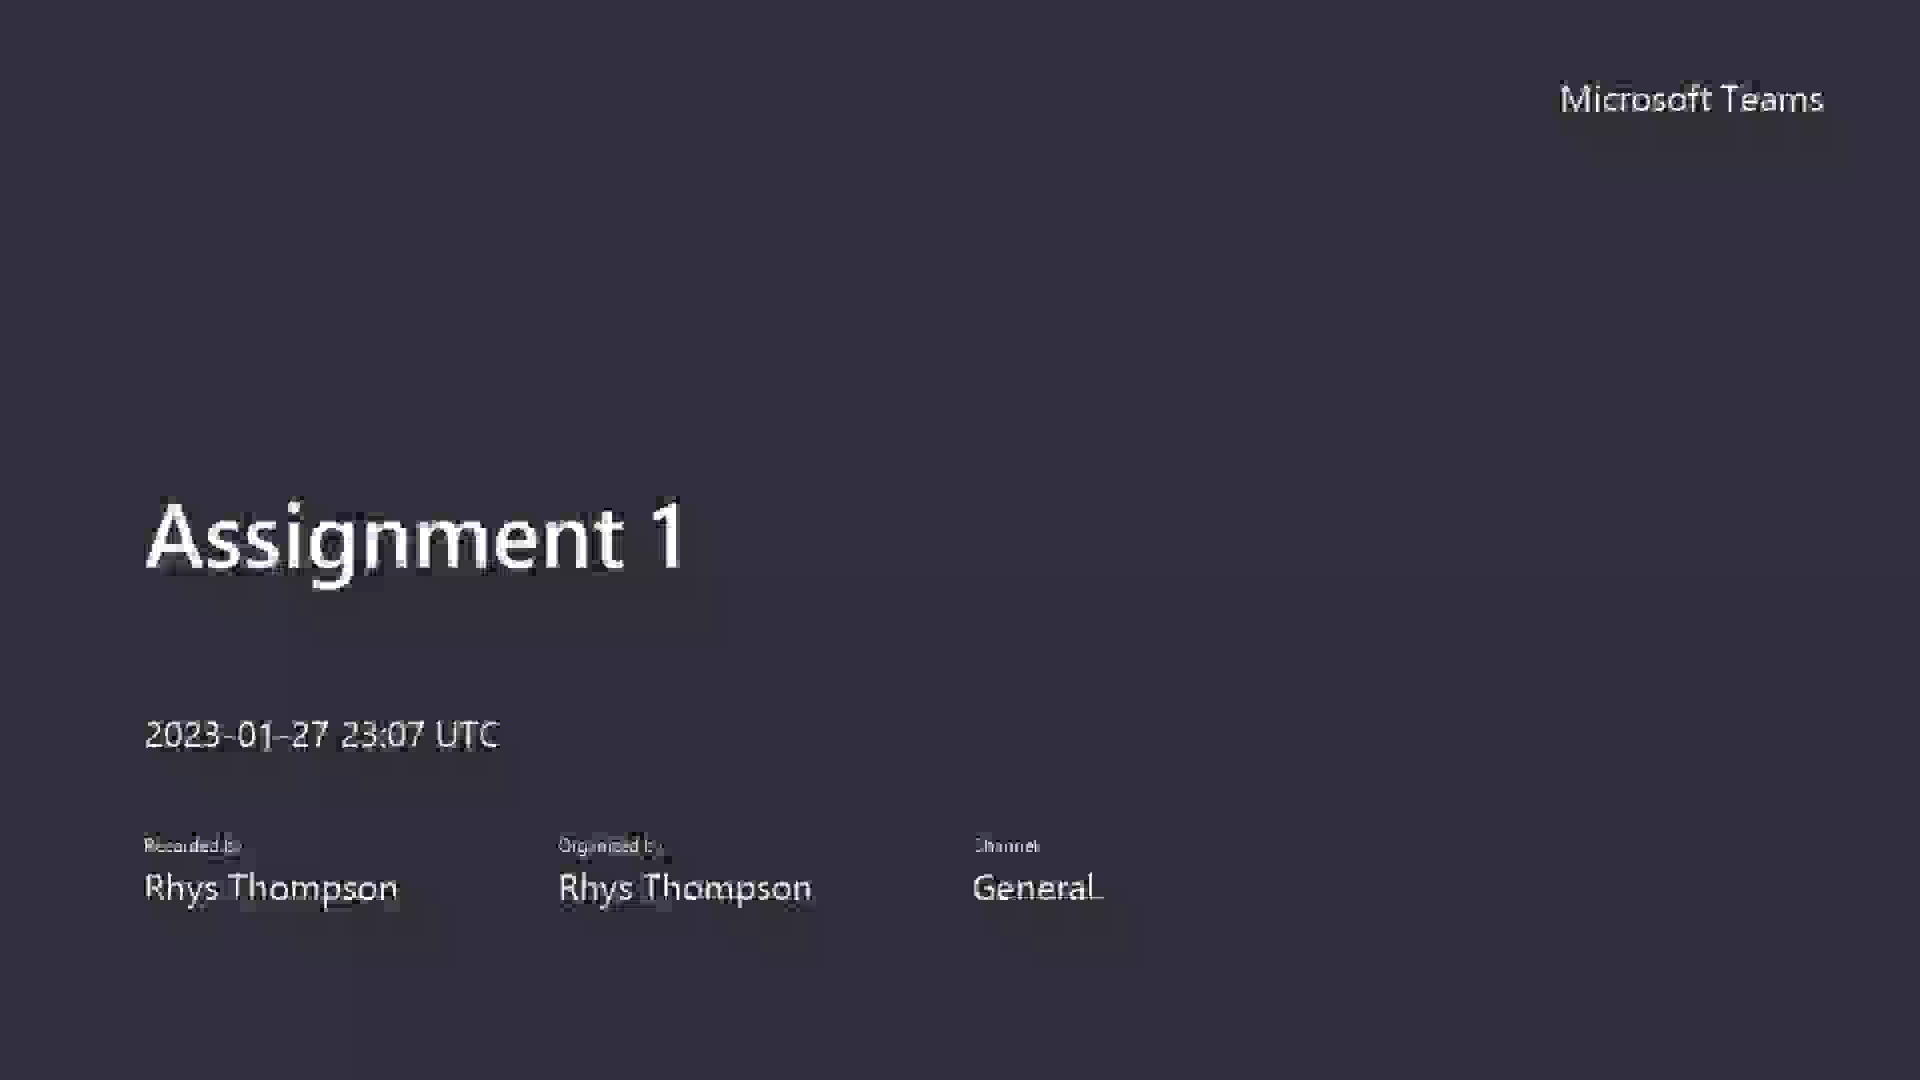 Microsoft Teams
Assignment 1
2023-01-27 23:07 UTC
Recorded by
Organized by
Channel
Rhys Thompson
Rhys Thompson
General